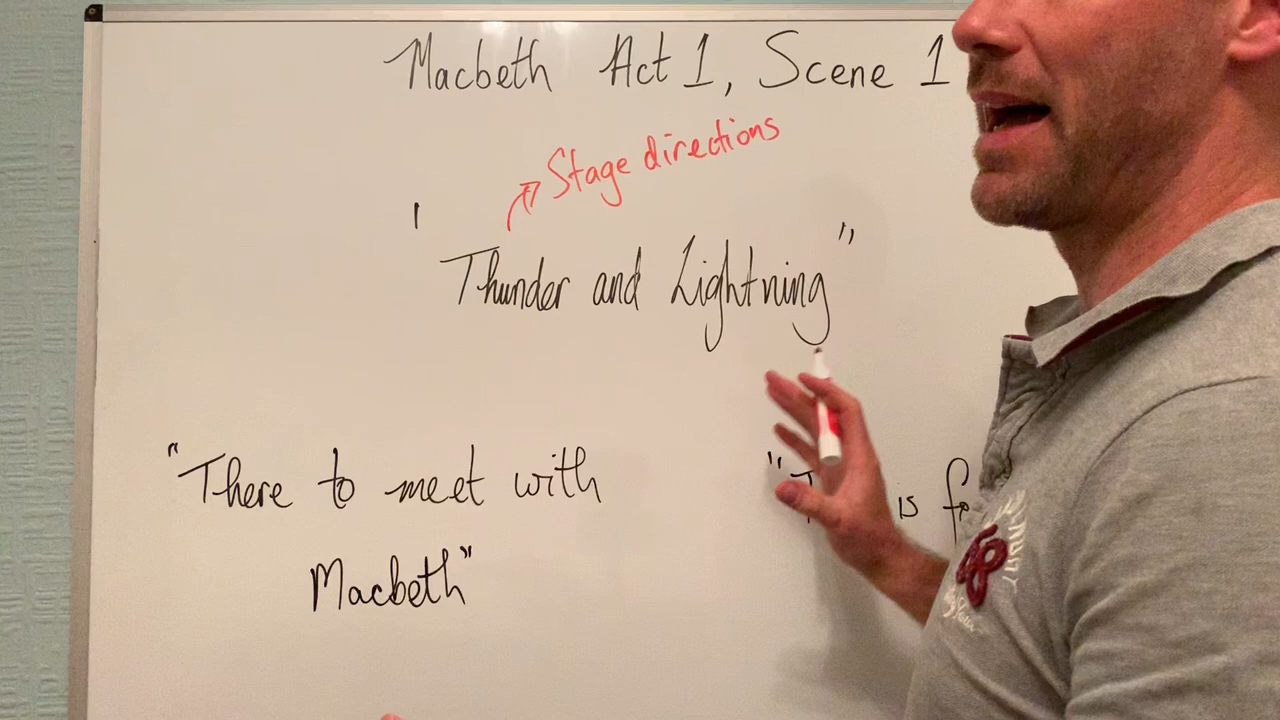 Macbeth Act 1, Scene 1
Stage directions
' Thunder and Lightning"
"There to meet with
Macbeth"
" is